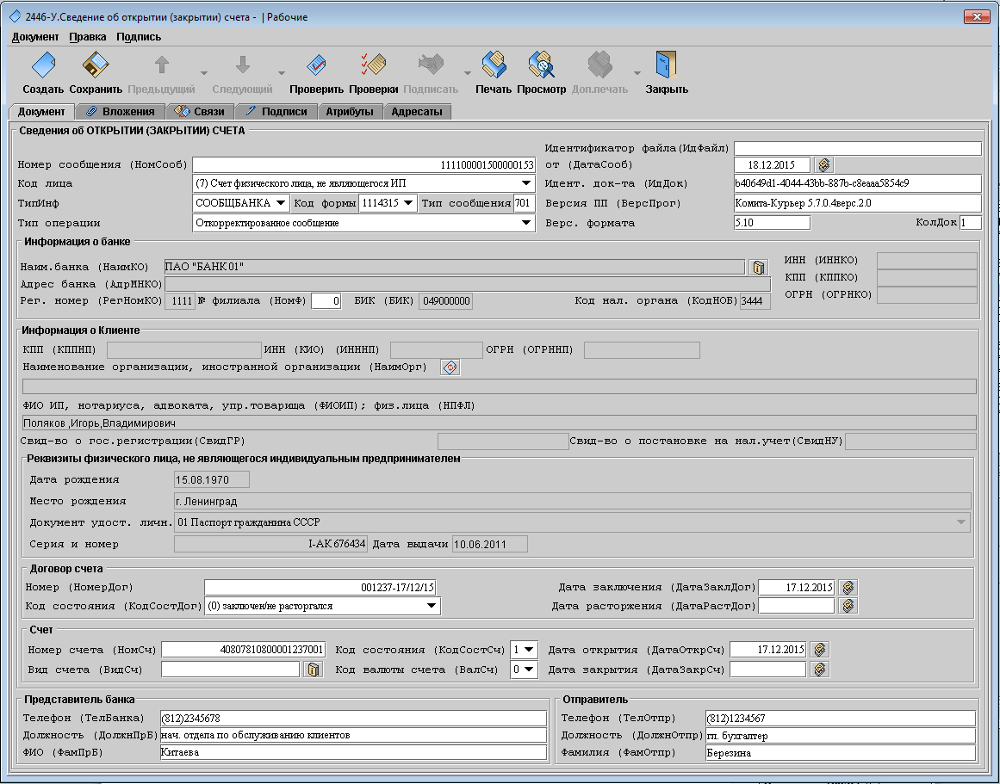 2446-У.Сведение об открытии (закрытии) счета - | Рабочие
Документ Правка Подпись
Создать Сохранить Предыдущий Следующий Проверить Проверки Подписать Печать Просмотр Доп.печать Закрыть
Документ Вложения Связи Подписи Атрибуты Адресаты
Сведения об ОТКРЫТИИ (ЗАКРЫТИИ) СЧЕТА
Идентификатор файла(ИдФайл)
Номер сообщения (НомСооб) 111100001500000153 от (ДатаСооб) 18.12.2015
Код лица (7) Счет физического лица, не являющегося ИП Идент. док-та (ИдДок) b40649d1-4044-43bb-887b-c8eaaa5854c9
ТипИнф СООБЩБАНКА Код формы 1114315 Тип сообщения 701 Версия ПП (ВерсПрог) Комита-Курьер 5.7.0.4верс.2.0
Тип операции Откорректированное сообщение Верс. формата 5.10 КолДок 1
Информация о банке
Наим.банка (НаимКО) ПАО "БАНК 01" ИНН (ИННКО)
Адрес банка (АдрМНКО) КПП (КППКО)
Рег. номер (РегНомКО) 1111 № филиала (НомФ) 0 БИК (БИК) 049000000 Код нал. органа (КодНОБ) 3444 ОГРН (ОГРНКО)
Информация о Клиенте
КПП (КППНП) ИНН (КИО) (ИНННП) ОГРН (ОГРННП)
Наименование организации, иностранной организации (НаимОрг)
ФИО ИП, нотариуса, адвоката, упр.товарища (ФИОИП); физ.лица (НПФЛ)
Поляков ,Игорь,Владимирович
Свид-во о гос.регистрации(СвидГР) Свид-во о постановке на нал.учет(СвидНУ)
Реквизиты физического лица, не являющегося индивидуальным предпринимателем
Дата рождения 15.08.1970
Место рождения г. Ленинград
Документ удост. личн. 01 Паспорт гражданина СССР
Серия и номер I-АК 676434 Дата выдачи 10.06.2011
Договор счета
Номер (НомерДог) 001237-17/12/15 Дата заключения (ДатаЗаклДог) 17.12.2015
Код состояния (КодСостДог) (0) заключен/не расторгался Дата расторжения (ДатаРастДог)
Счет
Номер счета (НомСч) 40807810800001237001 Код состояния (КодСостСч) 1 Дата открытия (ДатаОткрСч) 17.12.2015
Вид счета (ВидСч) Код валюты счета (ВалСч) 0 Дата закрытия (ДатаЗакрСч)
Представитель банка Отправитель
Телефон (ТелБанка) (812)2345678 Телефон (ТелОтпр) (812)1234567
Должность (ДолжнПрБ) нач. отдела по обслуживанию клиентов Должность (ДолжнОтпр) гл. бухгалтер
ФИО (ФамПрБ) Китаева Фамилия (ФамОтпр) Березина